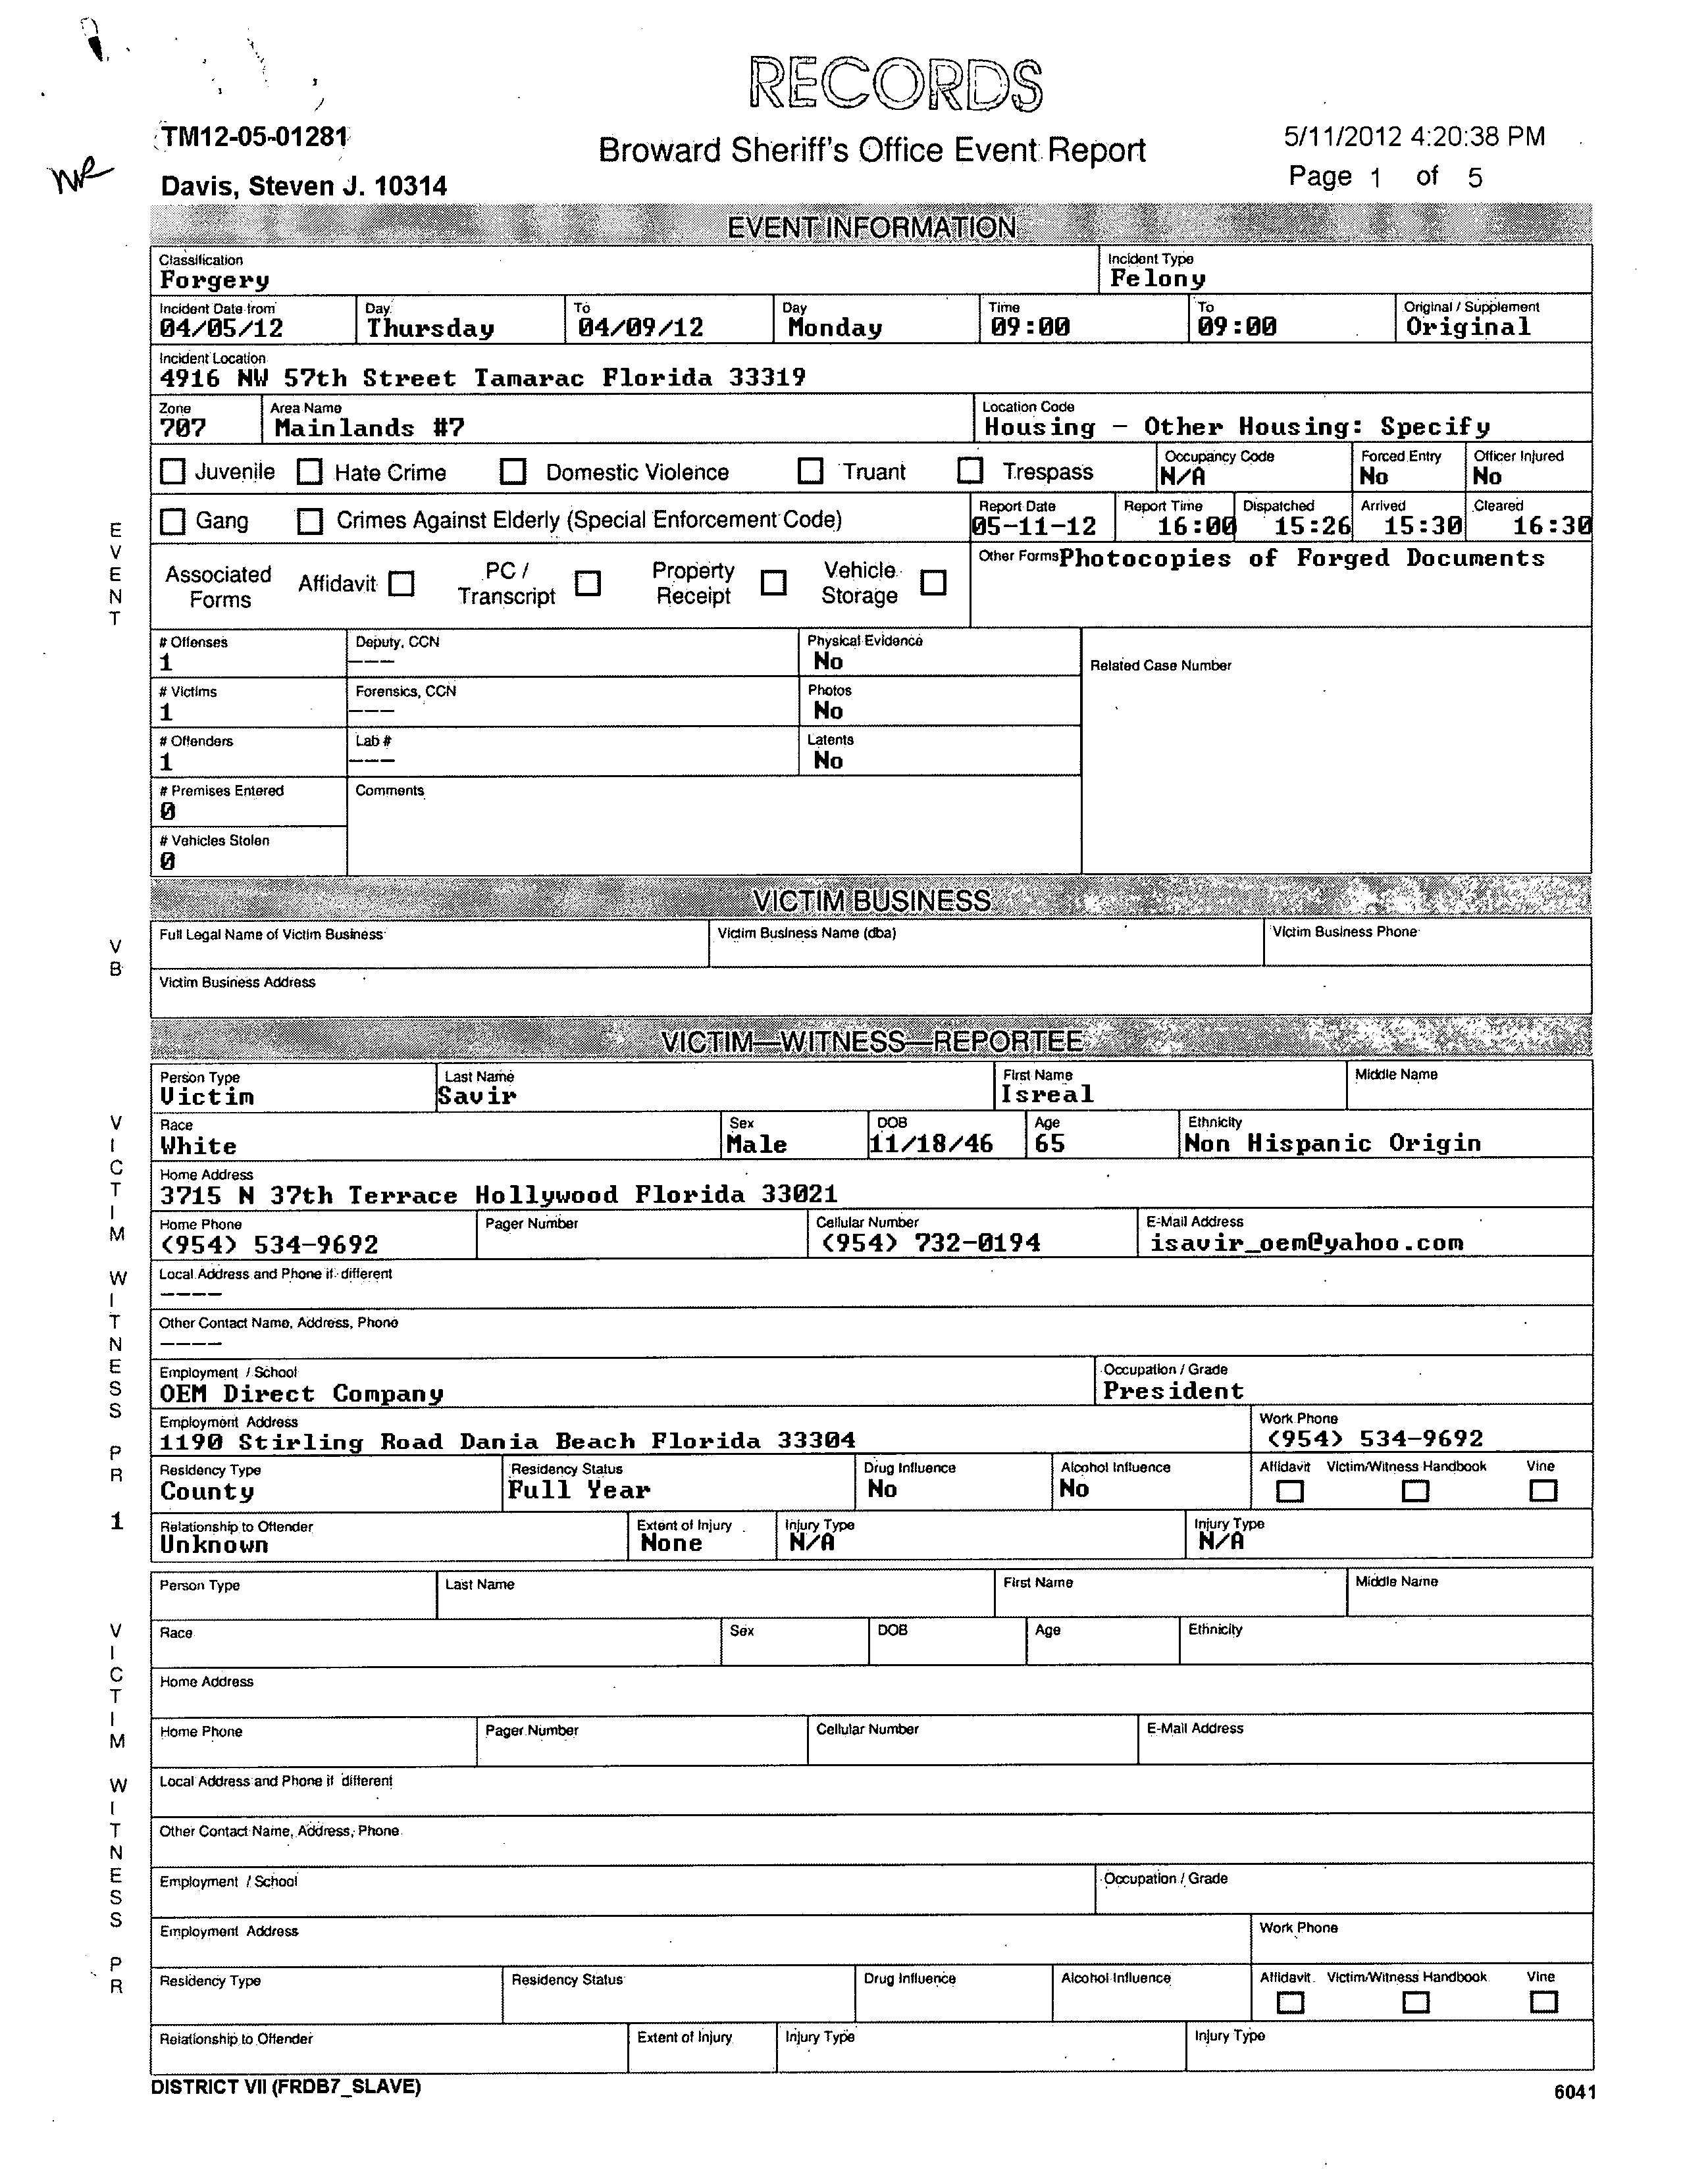 RECORDS
TM12-05-01281
Broward Sheriff's Office Event Report
5/11/2012 4:20:38 PM
Davis, Steven J. 10314
Page 1 of 5
EVENT INFORMATION
Classification Incident Type
Forgery Felony
Incident Date from Day To Day Time To Original / Supplement
04/05/12 Thursday 04/09/12 Monday 09:00 09:00 Original
Incident Location
4916 NW 57th Street Tamarac Florida 33319
Zone Area Name Location Code
707 Mainlands #7 Housing - Other Housing: Specify
Juvenile Hate Crime Domestic Violence Truant Trespass
Occupancy Code Forced Entry Officer Injured
N/A No No
Gang Crimes Against Elderly (Special Enforcement Code)
Report Date Report Time Dispatched Arrived Cleared
05-11-12 16:00 15:26 15:30 16:30
EVENT
Associated Forms Affidavit PC / Transcript Property Receipt Vehicle Storage
Other Forms Photocopies of Forged Documents
# Offenses Deputy, CCN Physical Evidence Related Case Number
1 --- No
# Victims Forensics, CCN Photos
1 --- No
# Offenders Lab # Latents
1 --- No
# Premises Entered Comments
0
# Vehicles Stolen
0
VICTIM BUSINESS
VB
Full Legal Name of Victim Business Victim Business Name (dba) Victim Business Phone
Victim Business Address
VICTIM—WITNESS—REPORTEE
VICTIM WITNESS PR 1
Person Type Last Name First Name Middle Name
Victim Savir Isreal
Race Sex DOB Age Ethnicity
White Male 11/18/46 65 Non Hispanic Origin
Home Address
3715 N 37th Terrace Hollywood Florida 33021
Home Phone Pager Number Cellular Number E-Mail Address
(954) 534-9692 (954) 732-0194 isavir_oem@yahoo.com
Local Address and Phone if different
----
Other Contact Name, Address, Phone
----
Employment / School Occupation / Grade
OEM Direct Company President
Employment Address Work Phone
1190 Stirling Road Dania Beach Florida 33304 (954) 534-9692
Residency Type Residency Status Drug Influence Alcohol Influence Affidavit Victim/Witness Handbook Vine
County Full Year No No
Relationship to Offender Extent of Injury Injury Type Injury Type
Unknown None N/A N/A
VICTIM WITNESS PR
Person Type Last Name First Name Middle Name
Race Sex DOB Age Ethnicity
Home Address
Home Phone Pager Number Cellular Number E-Mail Address
Local Address and Phone if different
Other Contact Name, Address, Phone
Employment / School Occupation / Grade
Employment Address Work Phone
Residency Type Residency Status Drug Influence Alcohol Influence Affidavit Victim/Witness Handbook Vine
Relationship to Offender Extent of Injury Injury Type Injury Type
DISTRICT VII (FRDB7_SLAVE)
6041